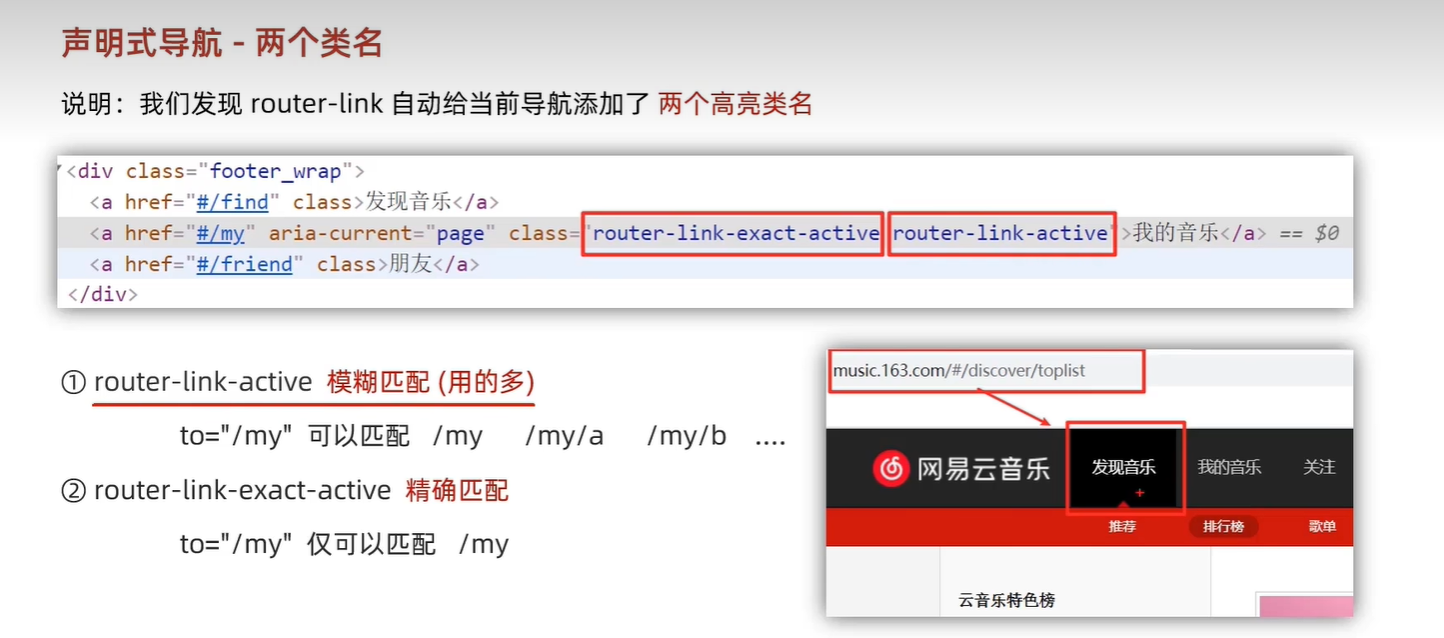 声明式导航 - 两个类名
说明：我们发现 router-link 自动给当前导航添加了 两个高亮类名
<div class="footer_wrap">
<a href="#/find" class>发现音乐</a>
<a href="#/my" aria-current="page" class="router-link-exact-active router-link-active">我的音乐</a> == $0
<a href="#/friend" class>朋友</a>
</div>
① router-link-active 模糊匹配 (用的多)
to="/my" 可以匹配 /my /my/a /my/b ....
② router-link-exact-active 精确匹配
to="/my" 仅可以匹配 /my
music.163.com/#/discover/toplist
网易云音乐 发现音乐 我的音乐 关注
推荐 排行榜 歌单
云音乐特色榜